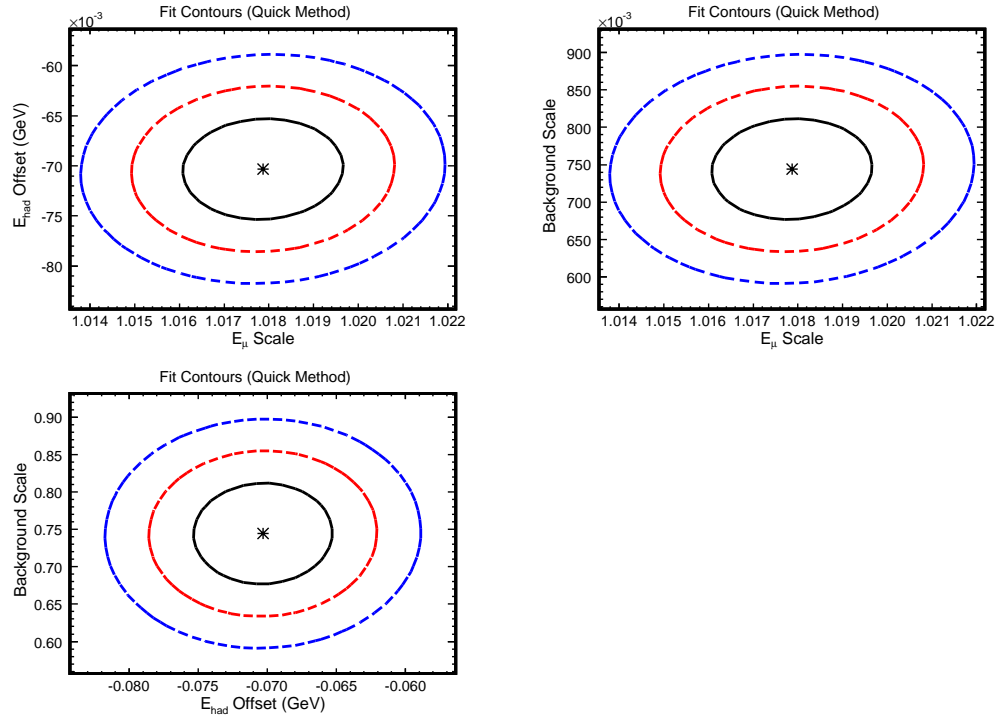 Fit Contours (Quick Method)
×10⁻³
-60
-65
-70
-75
-80
E_had Offset (GeV)
1.014 1.015 1.016 1.017 1.018 1.019 1.020 1.021 1.022
E_μ Scale
Fit Contours (Quick Method)
×10⁻³
900
850
800
750
700
650
600
Background Scale
1.014 1.015 1.016 1.017 1.018 1.019 1.020 1.021 1.022
E_μ Scale
Fit Contours (Quick Method)
0.90
0.85
0.80
0.75
0.70
0.65
0.60
Background Scale
-0.080 -0.075 -0.070 -0.065 -0.060
E_had Offset (GeV)